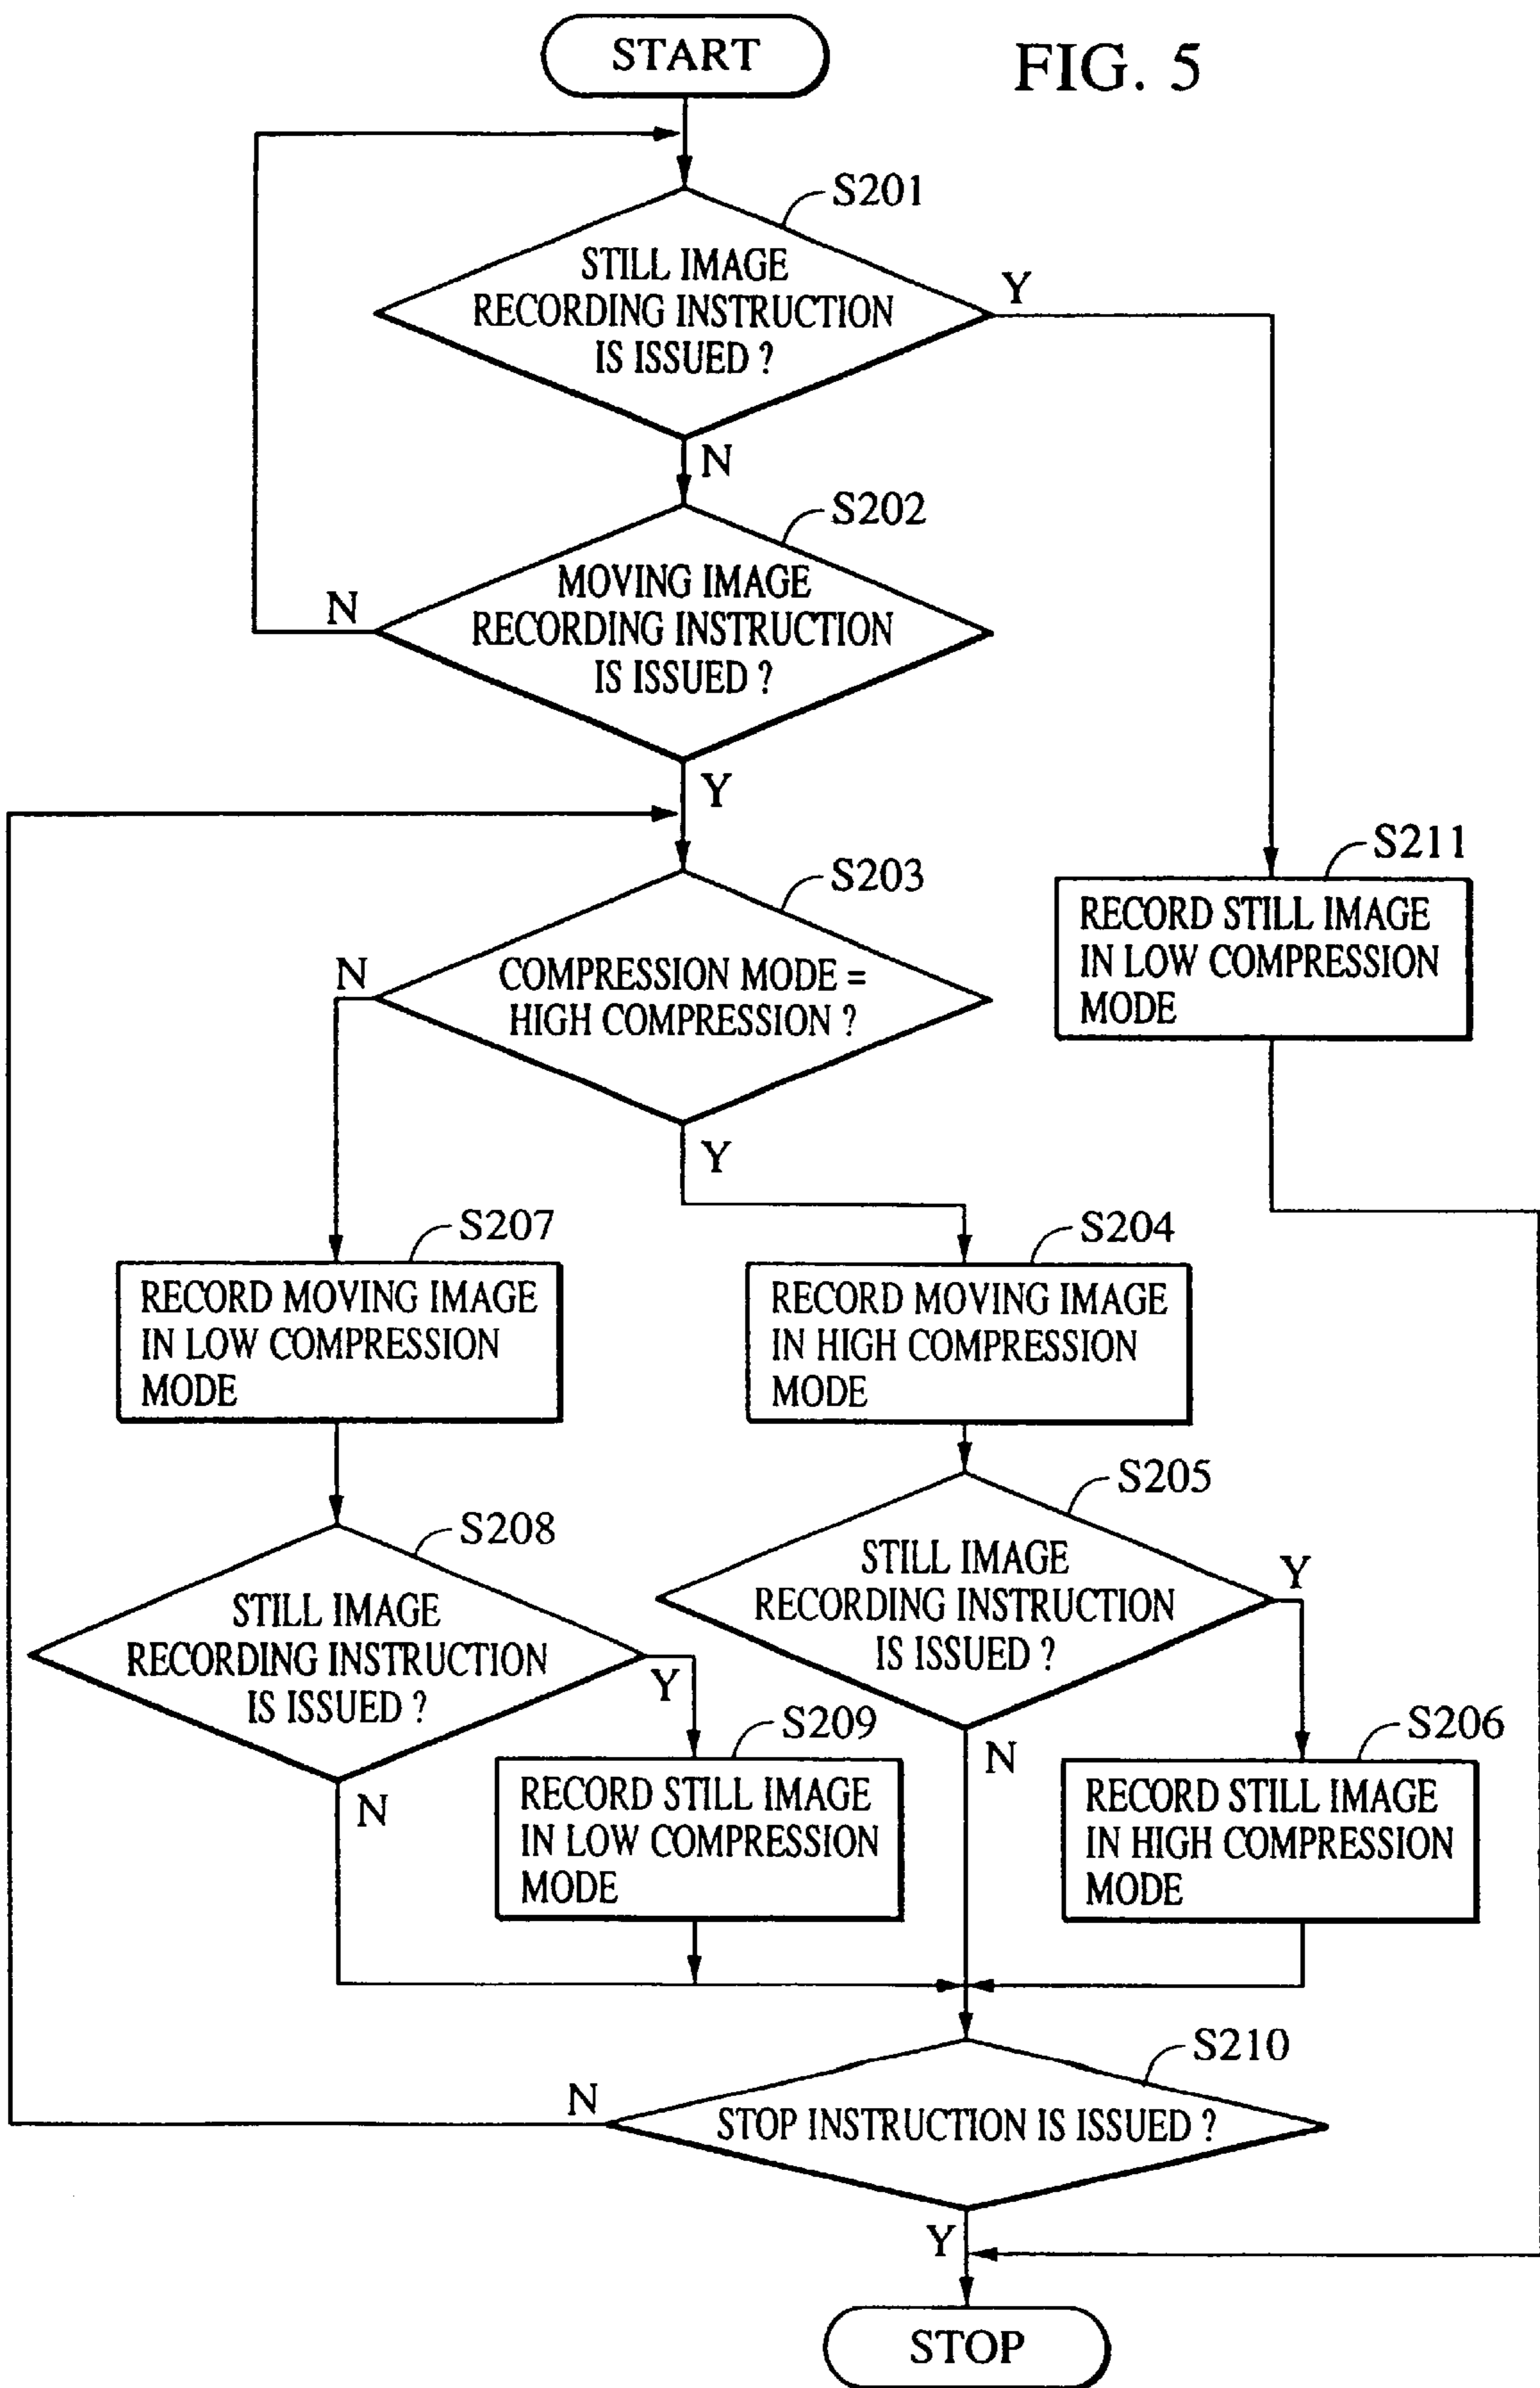 START
FIG. 5
S201
STILL IMAGE
RECORDING INSTRUCTION
IS ISSUED ?
Y
N
S202
MOVING IMAGE
RECORDING INSTRUCTION
IS ISSUED ?
N
Y
S203
COMPRESSION MODE =
HIGH COMPRESSION ?
N
Y
S211
RECORD STILL IMAGE
IN LOW COMPRESSION
MODE
S207
RECORD MOVING IMAGE
IN LOW COMPRESSION
MODE
S204
RECORD MOVING IMAGE
IN HIGH COMPRESSION
MODE
S208
STILL IMAGE
RECORDING INSTRUCTION
IS ISSUED ?
Y
N
S205
STILL IMAGE
RECORDING INSTRUCTION
IS ISSUED ?
Y
N
S209
RECORD STILL IMAGE
IN LOW COMPRESSION
MODE
S206
RECORD STILL IMAGE
IN HIGH COMPRESSION
MODE
S210
STOP INSTRUCTION IS ISSUED ?
N
Y
STOP